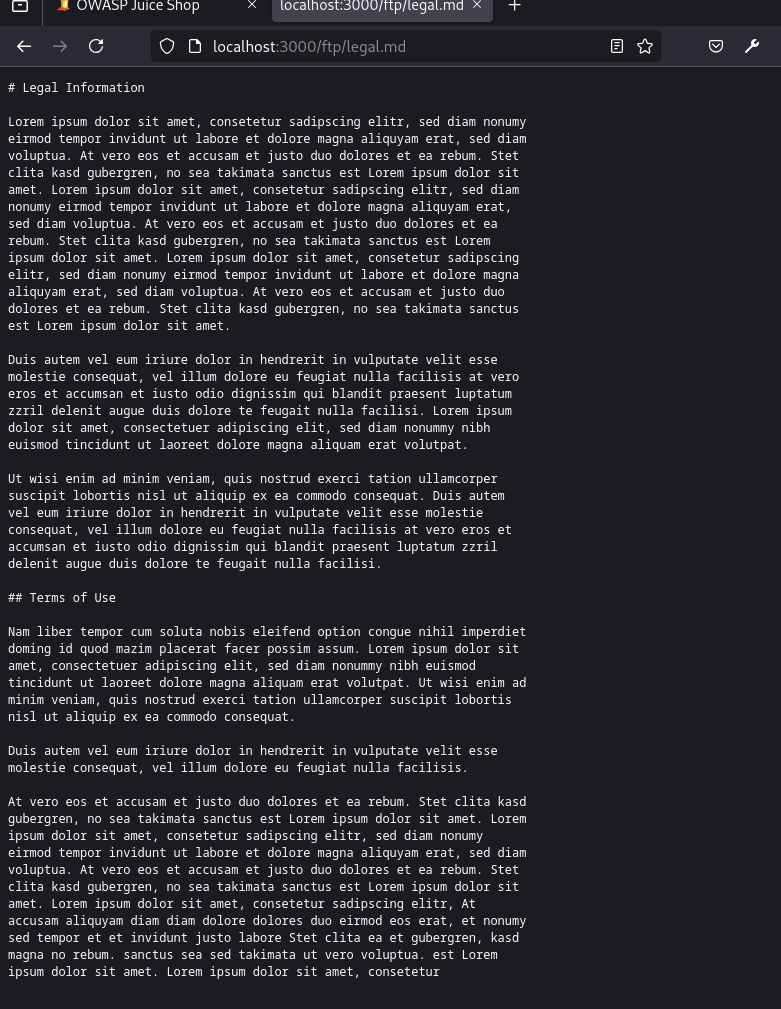 OWASP Juice Shop
localhost:3000/ftp/legal.md
localhost:3000/ftp/legal.md
# Legal Information
Lorem ipsum dolor sit amet, consetetur sadipscing elitr, sed diam nonumy
eirmod tempor invidunt ut labore et dolore magna aliquyam erat, sed diam
voluptua. At vero eos et accusam et justo duo dolores et ea rebum. Stet
clita kasd gubergren, no sea takimata sanctus est Lorem ipsum dolor sit
amet. Lorem ipsum dolor sit amet, consetetur sadipscing elitr, sed diam
nonumy eirmod tempor invidunt ut labore et dolore magna aliquyam erat,
sed diam voluptua. At vero eos et accusam et justo duo dolores et ea
rebum. Stet clita kasd gubergren, no sea takimata sanctus est Lorem
ipsum dolor sit amet. Lorem ipsum dolor sit amet, consetetur sadipscing
elitr, sed diam nonumy eirmod tempor invidunt ut labore et dolore magna
aliquyam erat, sed diam voluptua. At vero eos et accusam et justo duo
dolores et ea rebum. Stet clita kasd gubergren, no sea takimata sanctus
est Lorem ipsum dolor sit amet.
Duis autem vel eum iriure dolor in hendrerit in vulputate velit esse
molestie consequat, vel illum dolore eu feugiat nulla facilisis at vero
eros et accumsan et iusto odio dignissim qui blandit praesent luptatum
zzril delenit augue duis dolore te feugait nulla facilisi. Lorem ipsum
dolor sit amet, consectetuer adipiscing elit, sed diam nonummy nibh
euismod tincidunt ut laoreet dolore magna aliquam erat volutpat.
Ut wisi enim ad minim veniam, quis nostrud exerci tation ullamcorper
suscipit lobortis nisl ut aliquip ex ea commodo consequat. Duis autem
vel eum iriure dolor in hendrerit in vulputate velit esse molestie
consequat, vel illum dolore eu feugiat nulla facilisis at vero eros et
accumsan et iusto odio dignissim qui blandit praesent luptatum zzril
delenit augue duis dolore te feugait nulla facilisi.
## Terms of Use
Nam liber tempor cum soluta nobis eleifend option congue nihil imperdiet
doming id quod mazim placerat facer possim assum. Lorem ipsum dolor sit
amet, consectetuer adipiscing elit, sed diam nonummy nibh euismod
tincidunt ut laoreet dolore magna aliquam erat volutpat. Ut wisi enim ad
minim veniam, quis nostrud exerci tation ullamcorper suscipit lobortis
nisl ut aliquip ex ea commodo consequat.
Duis autem vel eum iriure dolor in hendrerit in vulputate velit esse
molestie consequat, vel illum dolore eu feugiat nulla facilisis.
At vero eos et accusam et justo duo dolores et ea rebum. Stet clita kasd
gubergren, no sea takimata sanctus est Lorem ipsum dolor sit amet. Lorem
ipsum dolor sit amet, consetetur sadipscing elitr, sed diam nonumy
eirmod tempor invidunt ut labore et dolore magna aliquyam erat, sed diam
voluptua. At vero eos et accusam et justo duo dolores et ea rebum. Stet
clita kasd gubergren, no sea takimata sanctus est Lorem ipsum dolor sit
amet. Lorem ipsum dolor sit amet, consetetur sadipscing elitr, At
accusam aliquyam diam diam dolore dolores duo eirmod eos erat, et nonumy
sed tempor et et invidunt justo labore Stet clita ea et gubergren, kasd
magna no rebum. sanctus sea sed takimata ut vero voluptua. est Lorem
ipsum dolor sit amet. Lorem ipsum dolor sit amet, consetetur